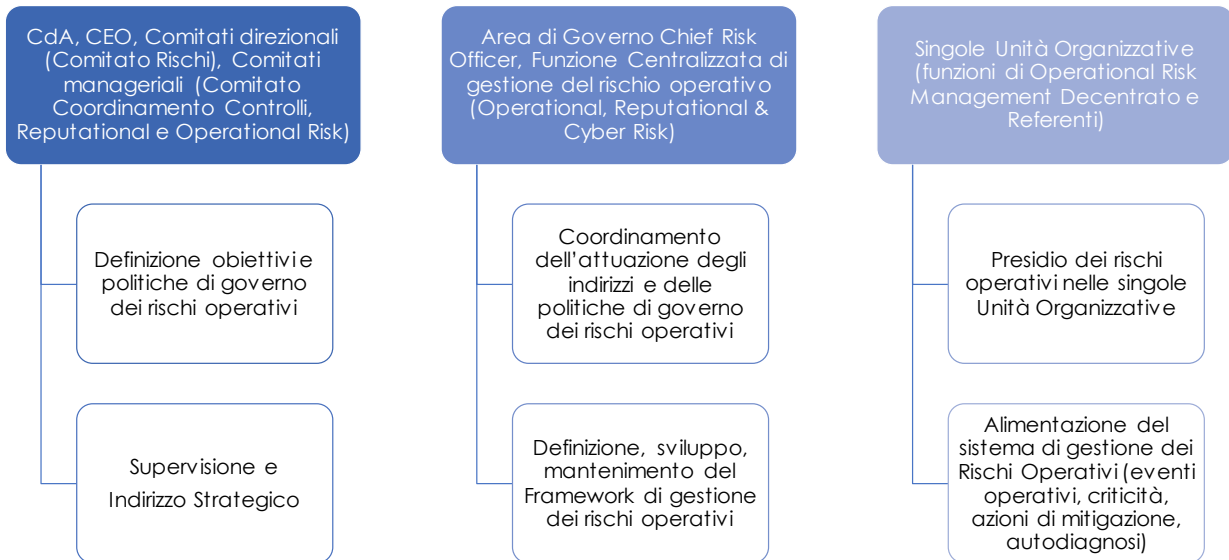 CdA, CEO, Comitati direzionali
(Comitato Rischi), Comitati
manageriali (Comitato
Coordinamento Controlli,
Reputational e Operational Risk)
Definizione obiettivi e
politiche di governo
dei rischi operativi
Supervisione e
Indirizzo Strategico
Area di Governo Chief Risk
Officer, Funzione Centralizzata di
gestione del rischio operativo
(Operational, Reputational &
Cyber Risk)
Coordinamento
dell'attuazione degli
indirizzi e delle
politiche di governo
dei rischi operativi
Definizione, sviluppo,
mantenimento del
Framework di gestione
dei rischi operativi
Singole Unità Organizzative
(funzioni di Operational Risk
Management Decentrato e
Referenti)
Presidio dei rischi
operativi nelle singole
Unità Organizzative
Alimentazione del
sistema di gestione dei
Rischi Operativi (eventi
operativi, criticità,
azioni di mitigazione,
autodiagnosi)